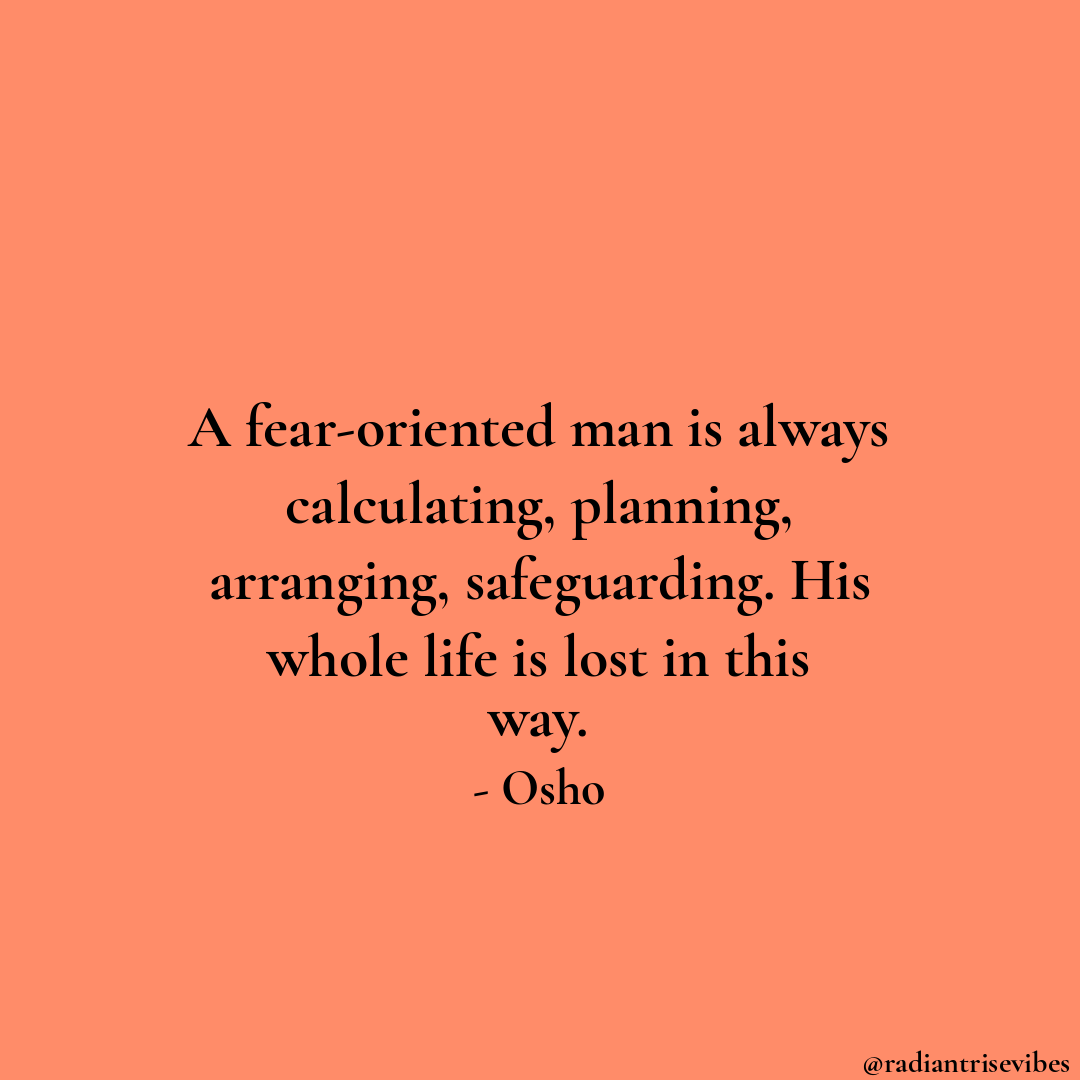 A fear-oriented man is always
calculating, planning,
arranging, safeguarding. His
whole life is lost in this
way.
- Osho
@radiantrisevibes